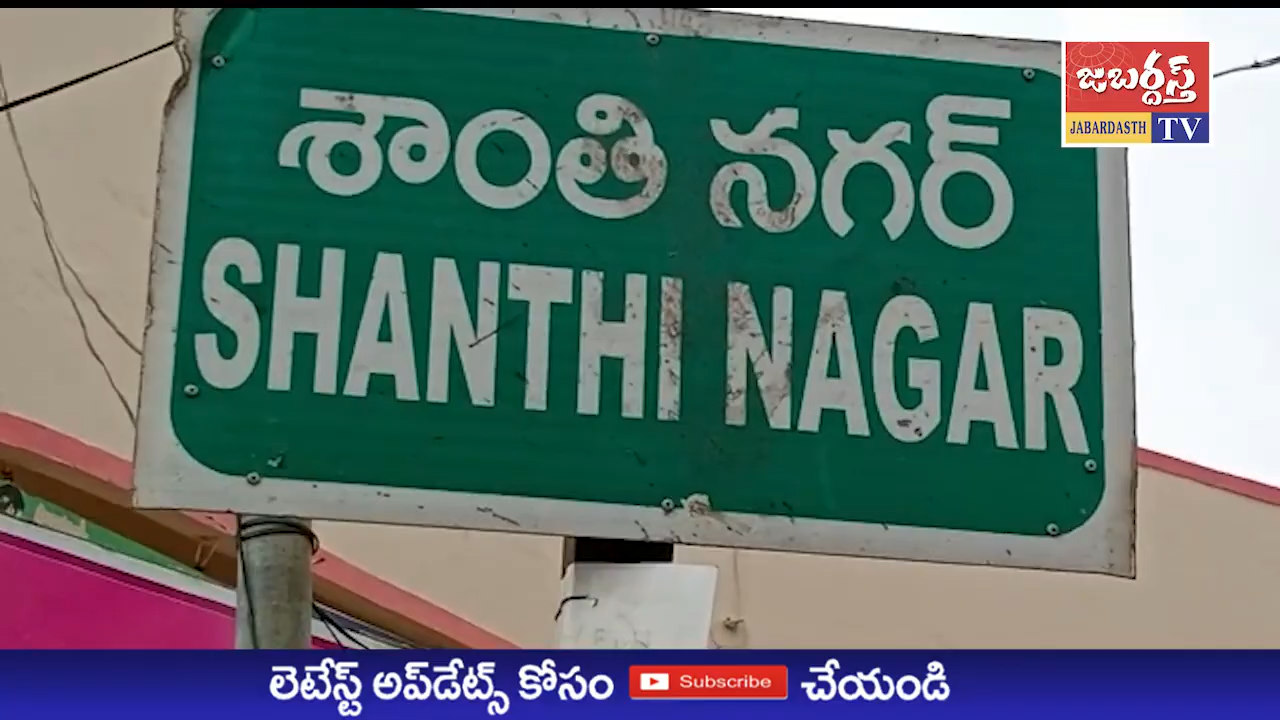 జబర్దస్త్
JABARDASTH TV
శాంతి నగర్
SHANTHI NAGAR
లెటేస్ట్ అప్‌డేట్స్ కోసం Subscribe చేయండి